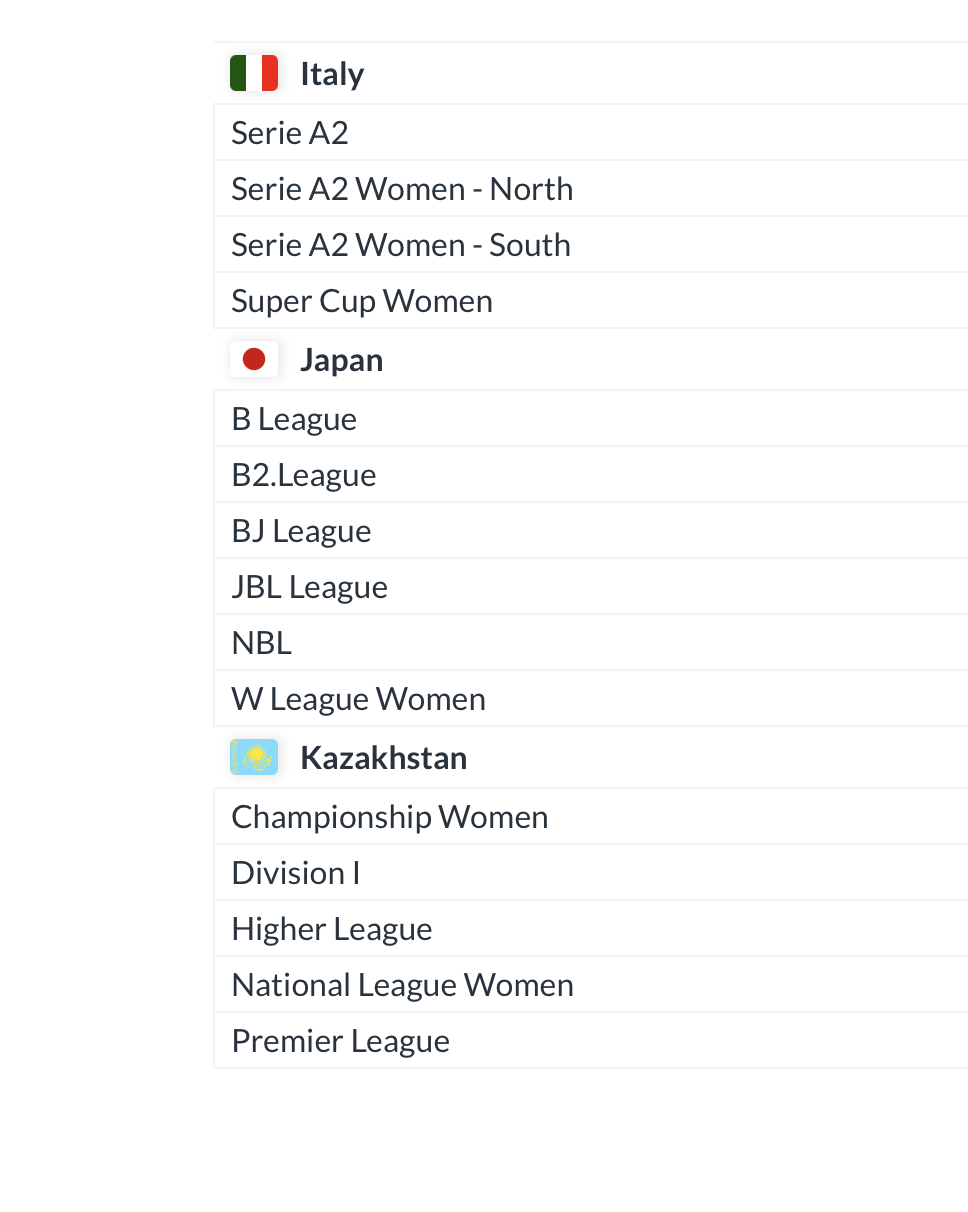 Italy
Serie A2
Serie A2 Women - North
Serie A2 Women - South
Super Cup Women
Japan
B League
B2.League
BJ League
JBL League
NBL
W League Women
Kazakhstan
Championship Women
Division I
Higher League
National League Women
Premier League